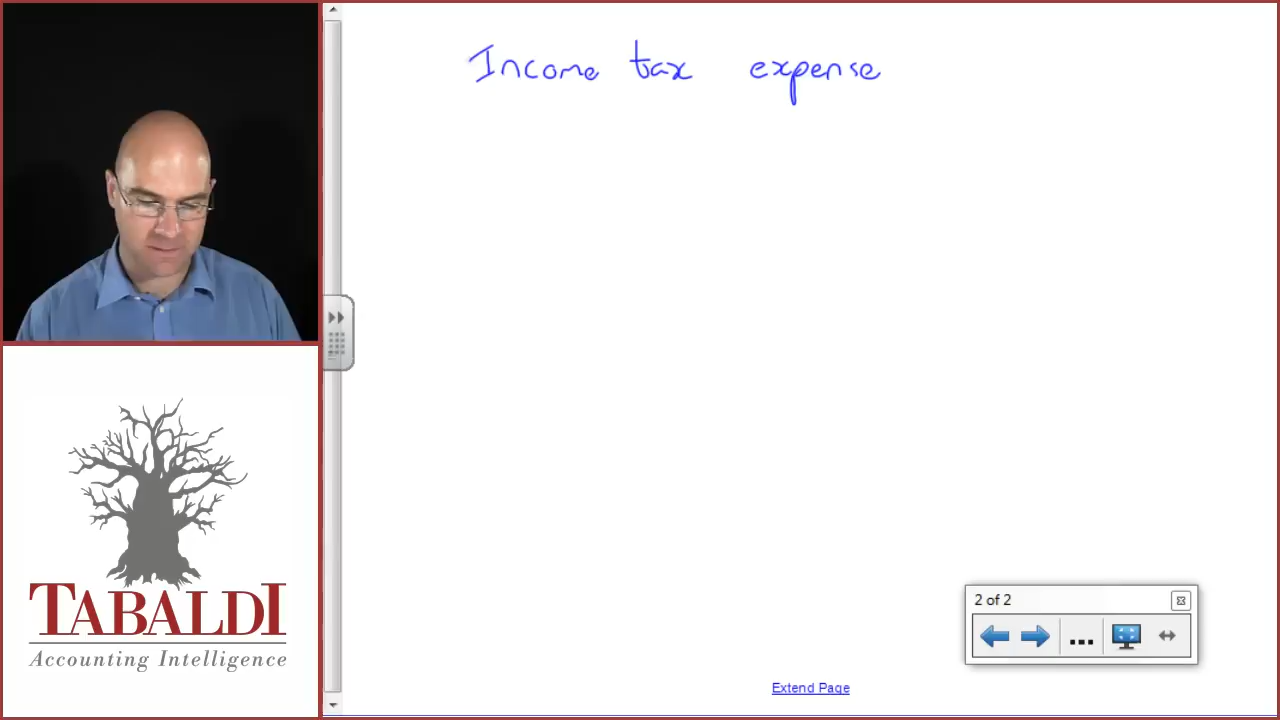 Income tax expense
TABALDI
Accounting Intelligence
2 of 2
...
Extend Page